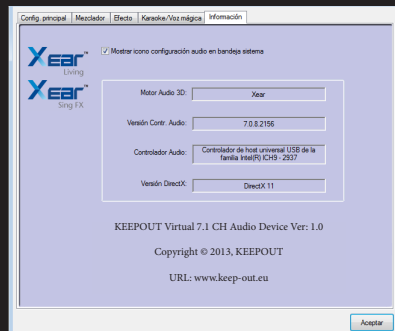 Config. principal Mezclador Efecto Karaoke/Voz mágica Información
Xear™
Living
Xear™
Sing FX
Mostrar icono configuración audio en bandeja sistema
Motor Audio 3D: Xear
Versión Contr. Audio: 7.0.8.2156
Controlador Audio: Controlador de host universal USB de la
familia Intel(R) ICH9 - 2937
Versión DirectX: DirectX 11
KEEPOUT Virtual 7.1 CH Audio Device Ver: 1.0
Copyright © 2013, KEEPOUT
URL: www.keep-out.eu
Aceptar